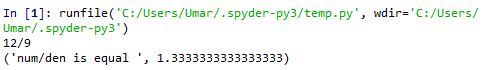 In [1]: runfile('C:/Users/Umar/.spyder-py3/temp.py', wdir='C:/Users/
Umar/.spyder-py3')
12/9
('num/den is equal ', 1.3333333333333333)